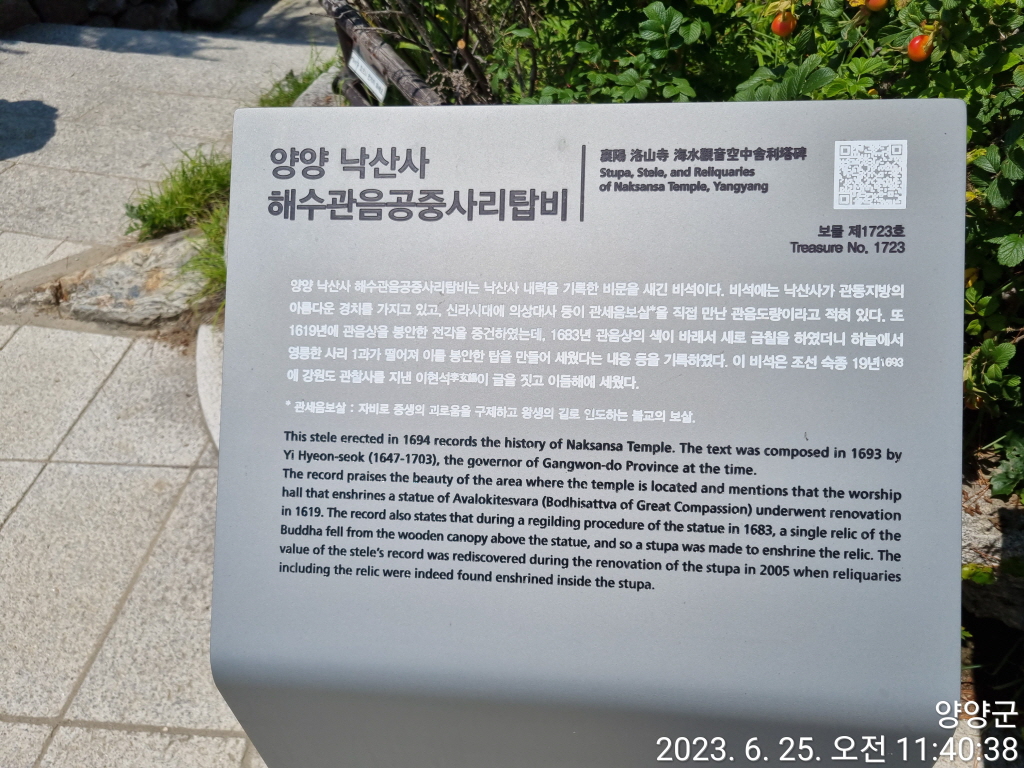 양양 낙산사
해수관음공중사리탑비
襄陽 洛山寺 海水觀音空中舍利塔碑
Stupa, Stele, and Reliquaries
of Naksansa Temple, Yangyang
보물 제1723호
Treasure No. 1723
양양 낙산사 해수관음공중사리탑비는 낙산사 내력을 기록한 비문을 새긴 비석이다. 비석에는 낙산사가 관동지방의
아름다운 경치를 가지고 있고, 신라시대에 의상대사 등이 관세음보살*을 직접 만난 관음도량이라고 적혀 있다. 또
1619년에 관음상을 봉안한 전각을 중건하였는데, 1683년 관음상의 색이 바래서 새로 금칠을 하였더니 하늘에서
영롱한 사리 1과가 떨어져 이를 봉안한 탑을 만들어 세웠다는 내용 등을 기록하였다. 이 비석은 조선 숙종 19년1693
에 강원도 관찰사를 지낸 이현석李玄錫이 글을 짓고 이듬해에 세웠다.
* 관세음보살 : 자비로 중생의 괴로움을 구제하고 왕생의 길로 인도하는 불교의 보살.
This stele erected in 1694 records the history of Naksansa Temple. The text was composed in 1693 by
Yi Hyeon-seok (1647-1703), the governor of Gangwon-do Province at the time.
The record praises the beauty of the area where the temple is located and mentions that the worship
hall that enshrines a statue of Avalokitesvara (Bodhisattva of Great Compassion) underwent renovation
in 1619. The record also states that during a regilding procedure of the statue in 1683, a single relic of the
Buddha fell from the wooden canopy above the statue, and so a stupa was made to enshrine the relic. The
value of the stele's record was rediscovered during the renovation of the stupa in 2005 when reliquaries
including the relic were indeed found enshrined inside the stupa.
양양군
2023. 6. 25. 오전 11:40:38